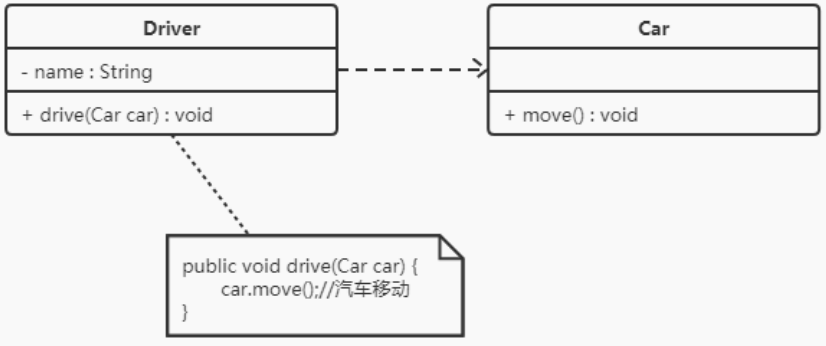 Driver
- name : String
+ drive(Car car) : void
Car
+ move() : void
public void drive(Car car) {
car.move();//汽车移动
}